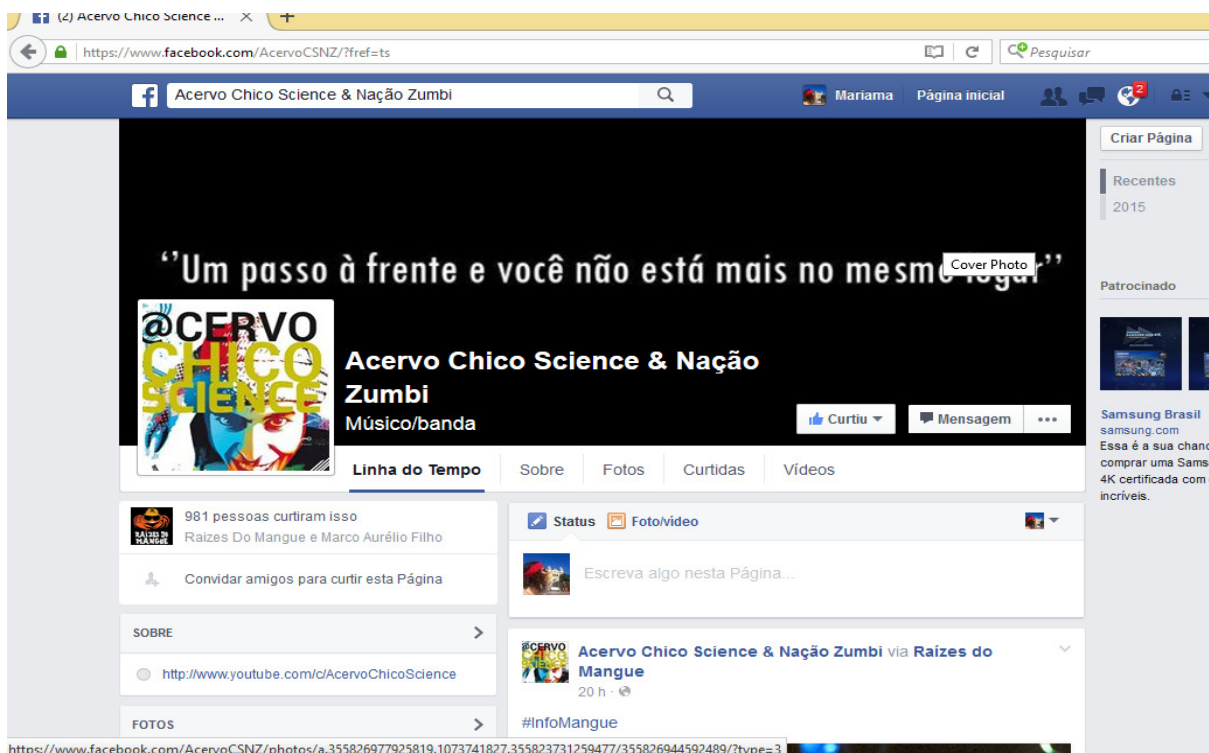 (2) Acervo Chico Science ...
https://www.facebook.com/AcervoCSNZ/?fref=ts
Pesquisar
Acervo Chico Science & Nação Zumbi
Mariama
Página inicial
2
Criar Página
Recentes
2015
‘’Um passo à frente e você não está mais no mesmo lugar’’
Cover Photo
Patrocinado
@CERVO
CHICO
SCIENCE
Acervo Chico Science & Nação
Zumbi
Músico/banda
Curtiu
Mensagem
Samsung Brasil
samsung.com
Essa é a sua chanc
comprar uma Sams
4K certificada com
incríveis.
Linha do Tempo
Sobre
Fotos
Curtidas
Vídeos
981 pessoas curtiram isso
Raizes Do Mangue e Marco Aurélio Filho
Convidar amigos para curtir esta Página
Status
Foto/vídeo
Escreva algo nesta Página...
SOBRE
http://www.youtube.com/c/AcervoChicoScience
FOTOS
@CERVO
CHICO
SCIENCE
Acervo Chico Science & Nação Zumbi via Raízes do
Mangue
20 h
#InfoMangue
https://www.facebook.com/AcervoCSNZ/photos/a.355826977925819.1073741827.355823731259477/355826944592489/?type=3